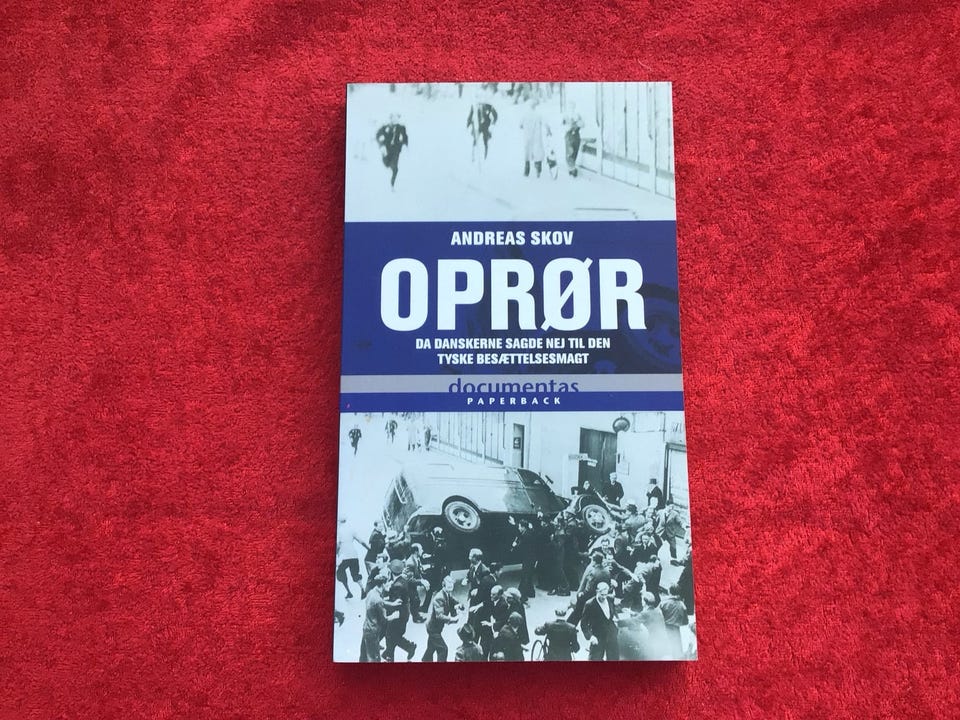 ANDREAS SKOV
OPRØR
DA DANSKERNE SAGDE NEJ TIL DEN
TYSKE BESÆTTELSESMAGT
documentas
PAPERBACK